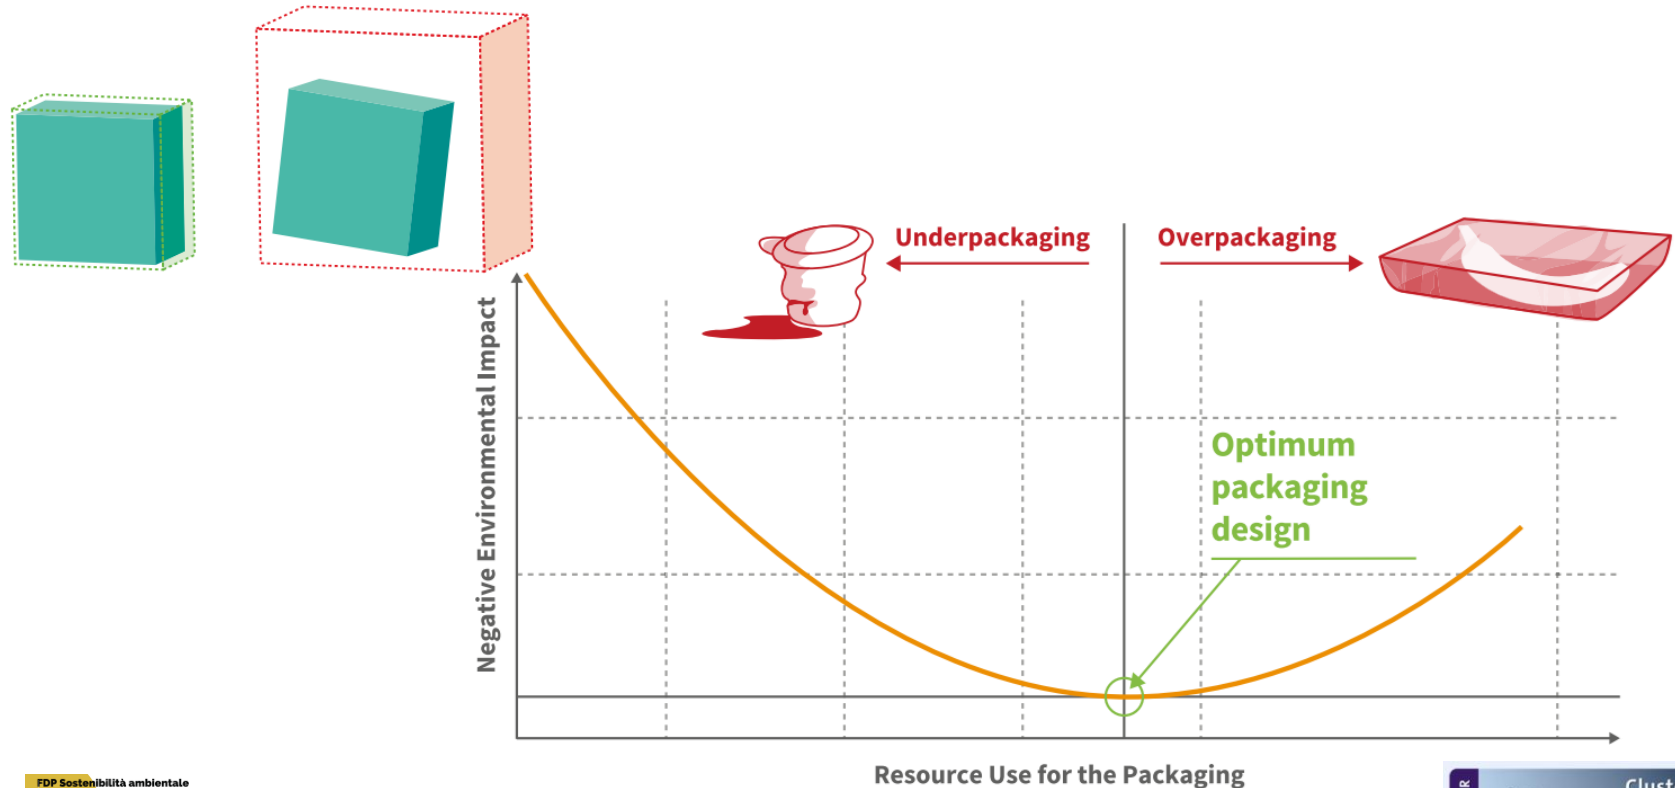 Underpackaging
Overpackaging
Negative Environmental Impact
Optimum
packaging
design
Resource Use for the Packaging
FDP Sostenibilità ambientale